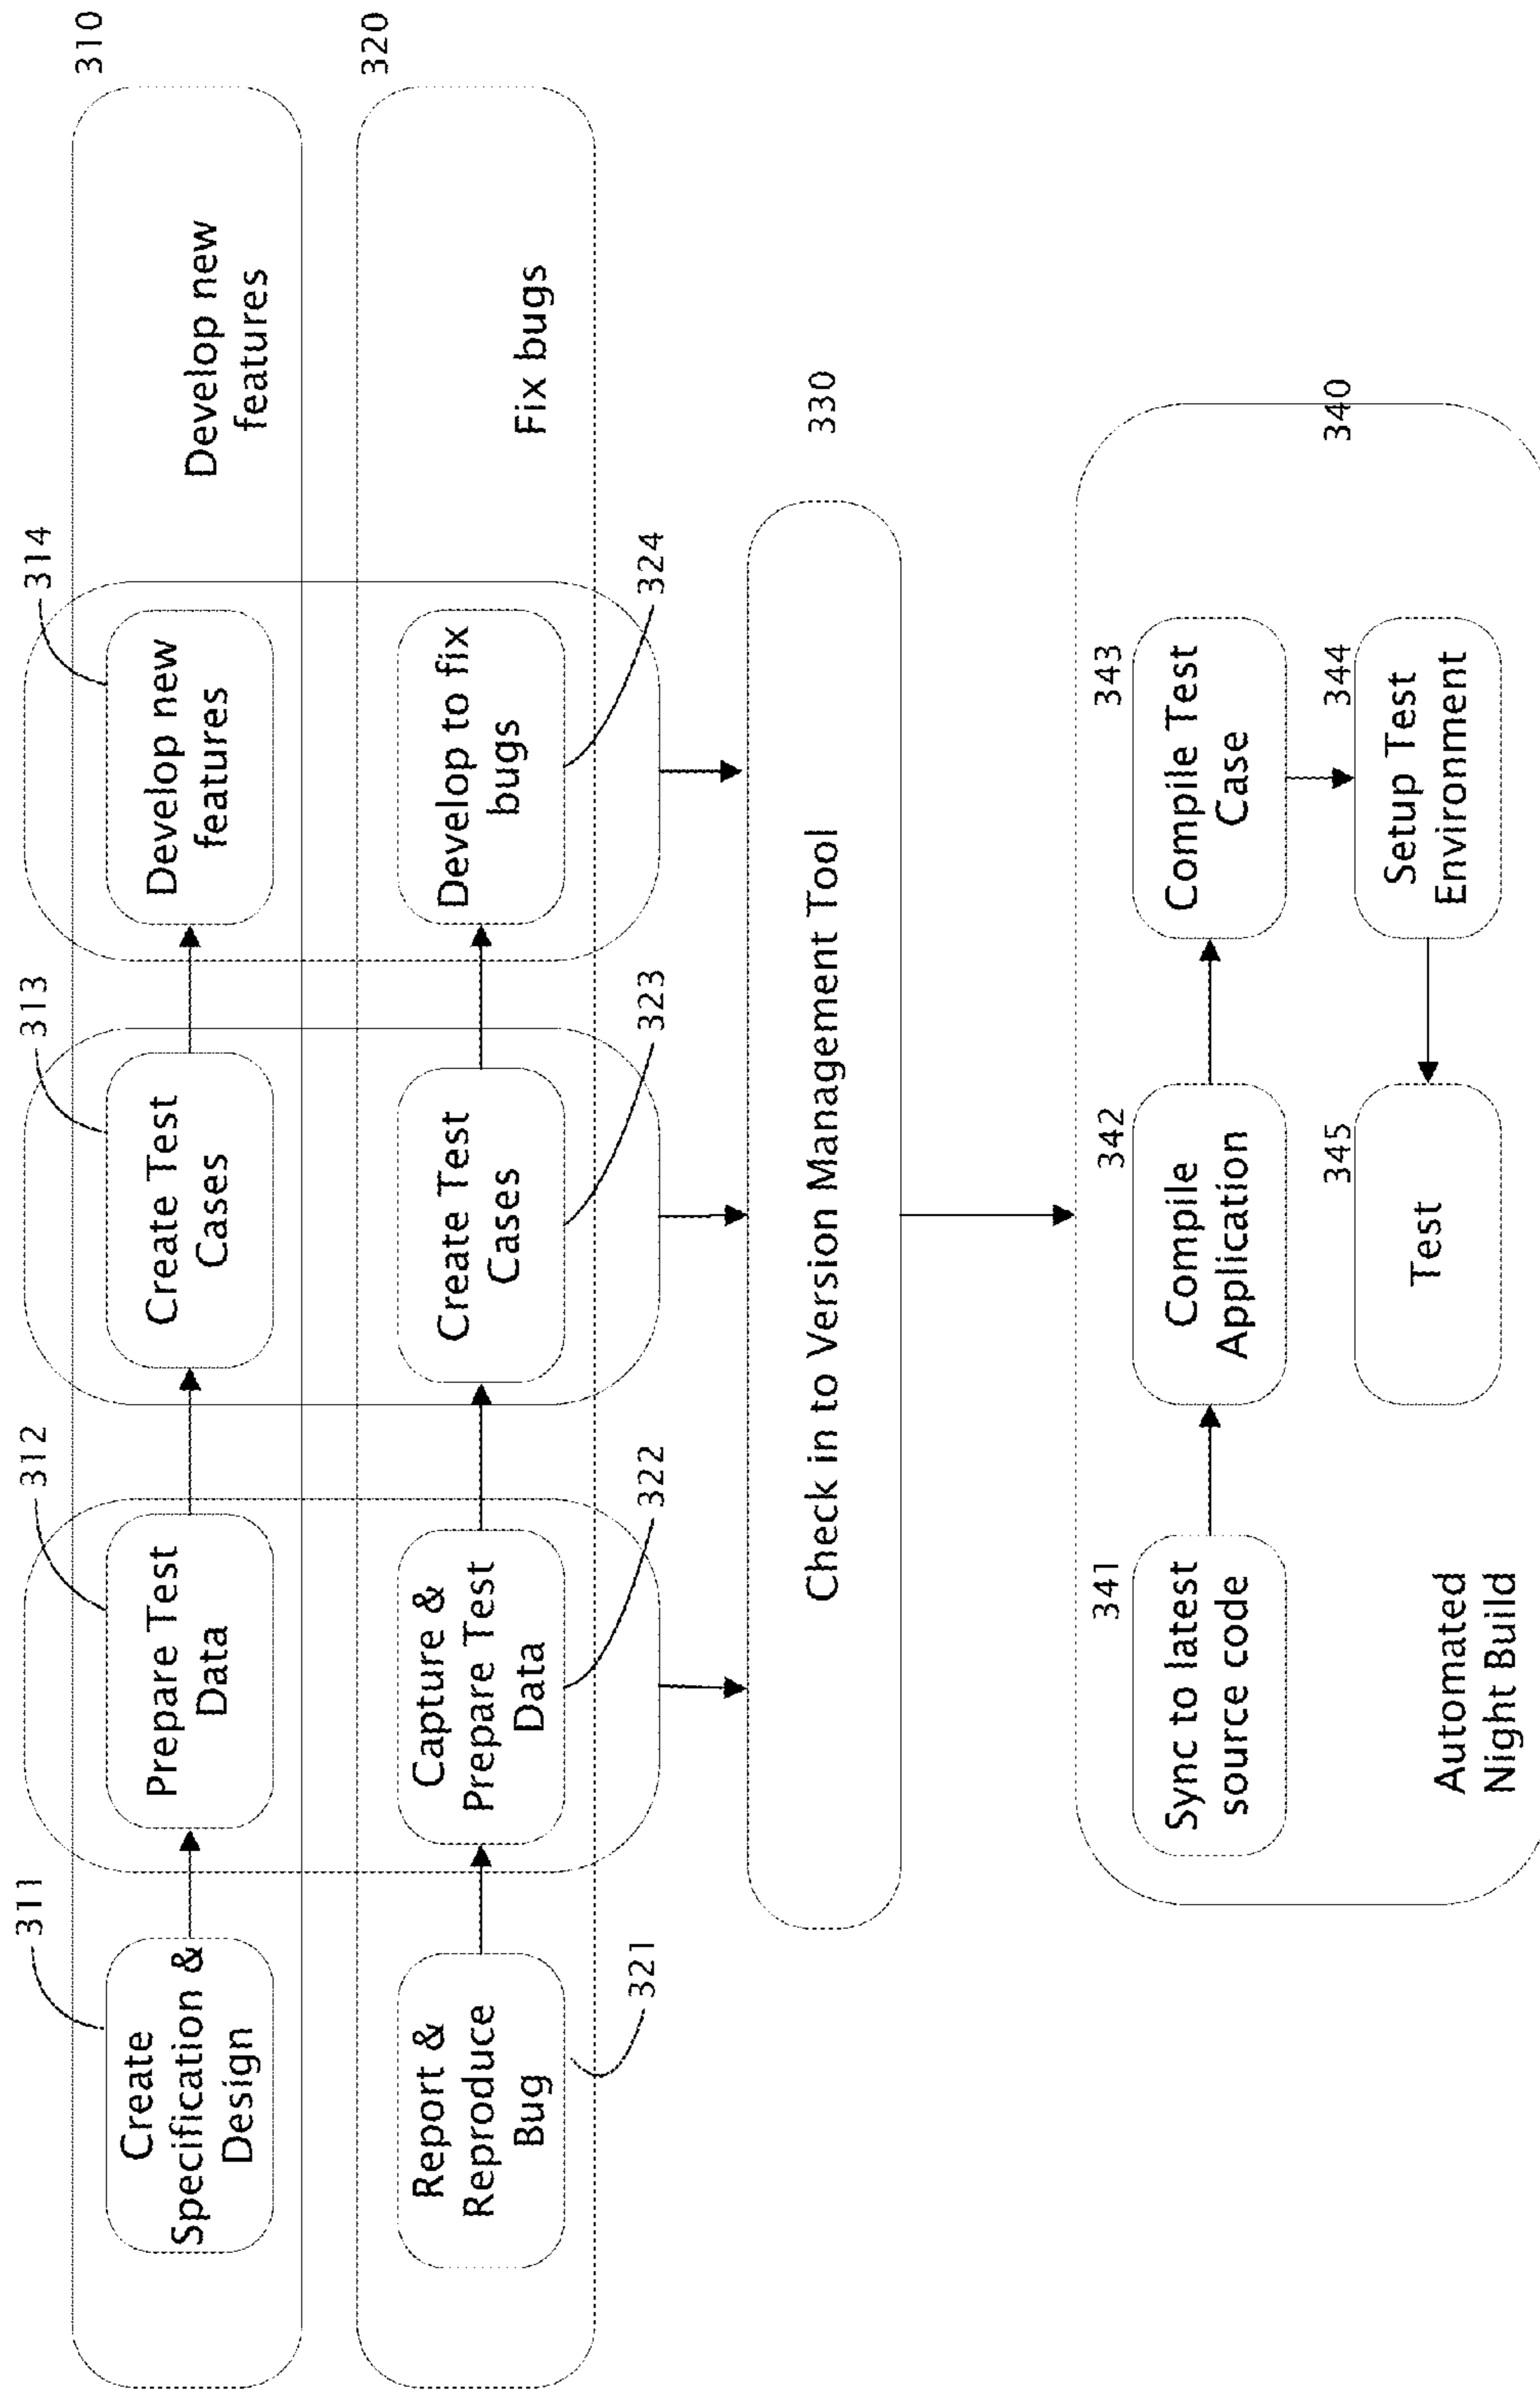 310
311
312
313
314
Create
Specification &
Design
Prepare Test
Data
Create Test
Cases
Develop new
features
Develop new
features
320
Report &
Reproduce
Bug
Capture &
Prepare Test
Data
Create Test
Cases
Develop to fix
bugs
Fix bugs
321
322
323
324
Check in to Version Management Tool
330
341
342
343
Sync to latest
source code
Compile
Application
Compile Test
Case
340
345
344
Test
Setup Test
Environment
Automated
Night Build